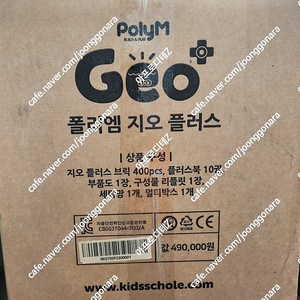 PolyM
BUILD & PLAY
Geo+
폴리엠 지오 플러스
| 상품 구성 |
지오 플러스 브릭 400pcs, 플러스북 10권
부품도 1장, 구성물 리플릿 1장,
세탁망 1개, 멀티박스 1개
CB063T044-7002A
값 490,000원
www.kidsschole.com
cafe.naver.com/joonggonara